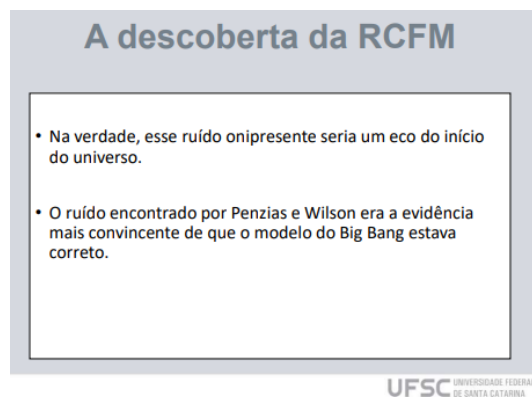 A descoberta da RCFM
• Na verdade, esse ruído onipresente seria um eco do início
do universo.
• O ruído encontrado por Penzias e Wilson era a evidência
mais convincente de que o modelo do Big Bang estava
correto.
UFSC UNIVERSIDADE FEDERAL
DE SANTA CATARINA